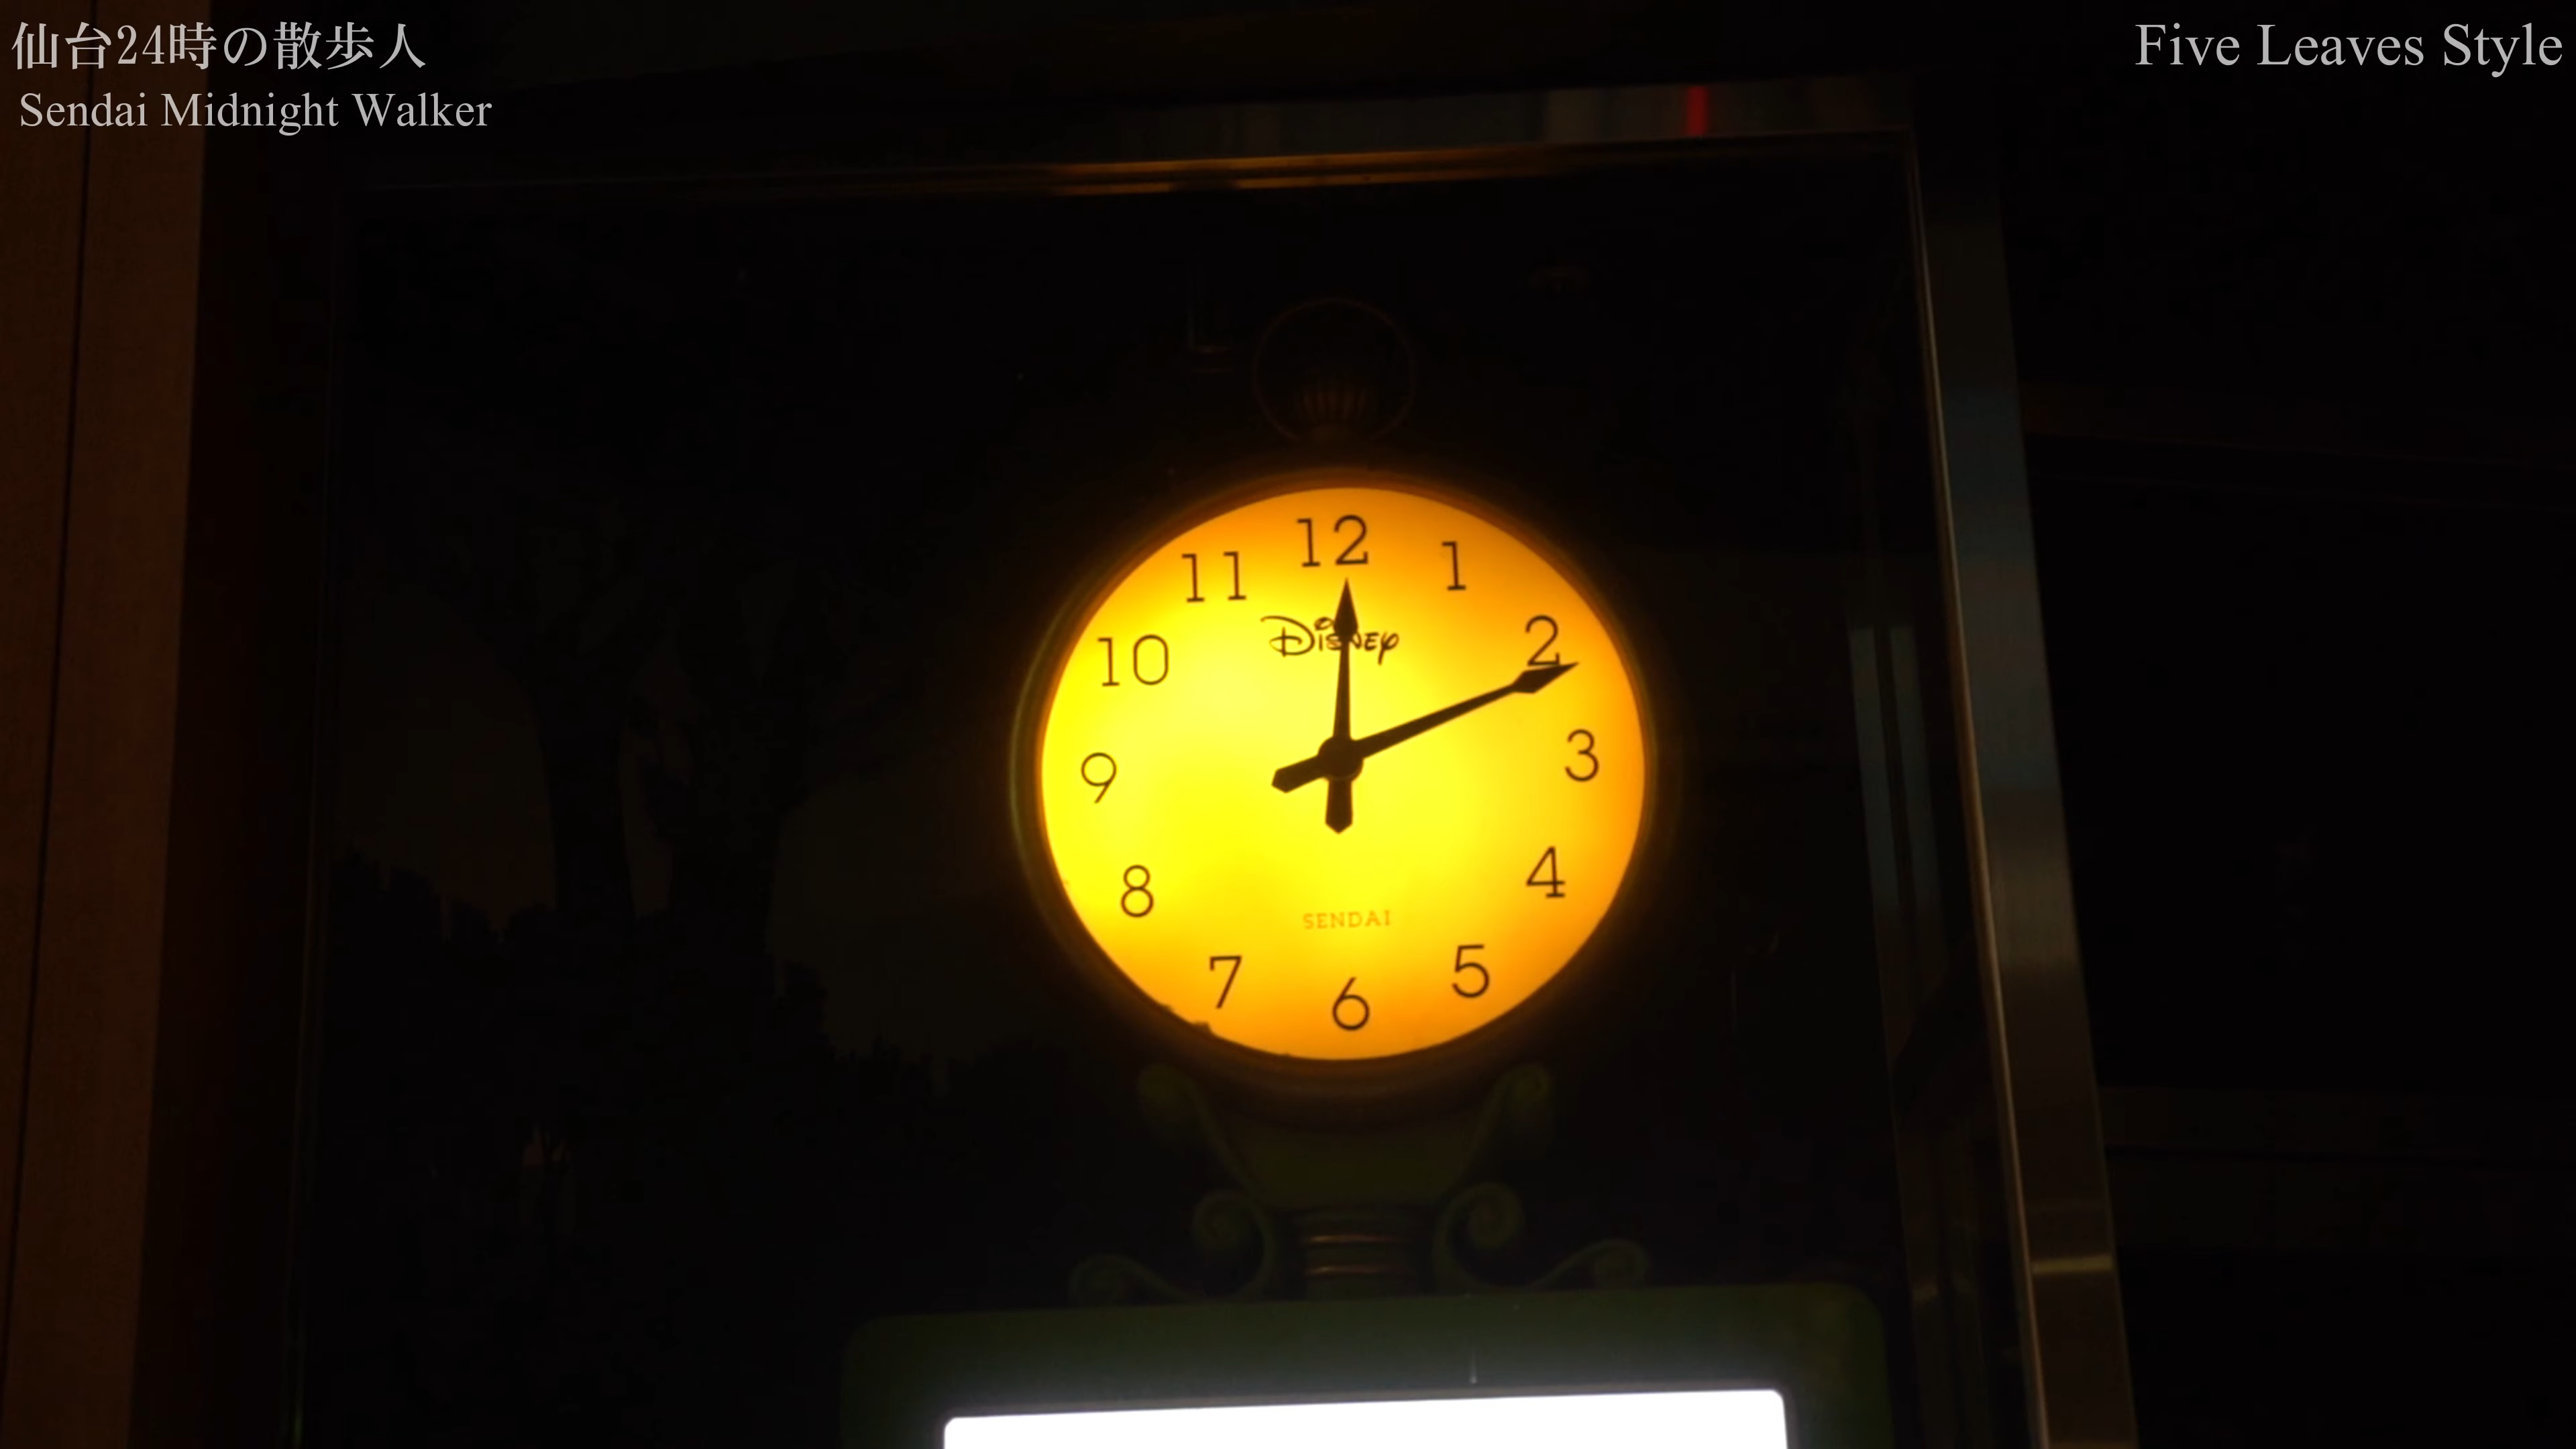 仙台24時の散歩人
Sendai Midnight Walker
Five Leaves Style
12
1
2
3
4
5
6
7
8
9
10
11
Disney
SENDAI